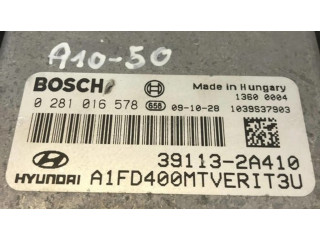 A10-50
BOSCH
Made in Hungary
1360 0004
0 281 016 578 658 09-10-28 1039S37903
39113-2A410
HYUNDAI A1FD400MTVERIT3U